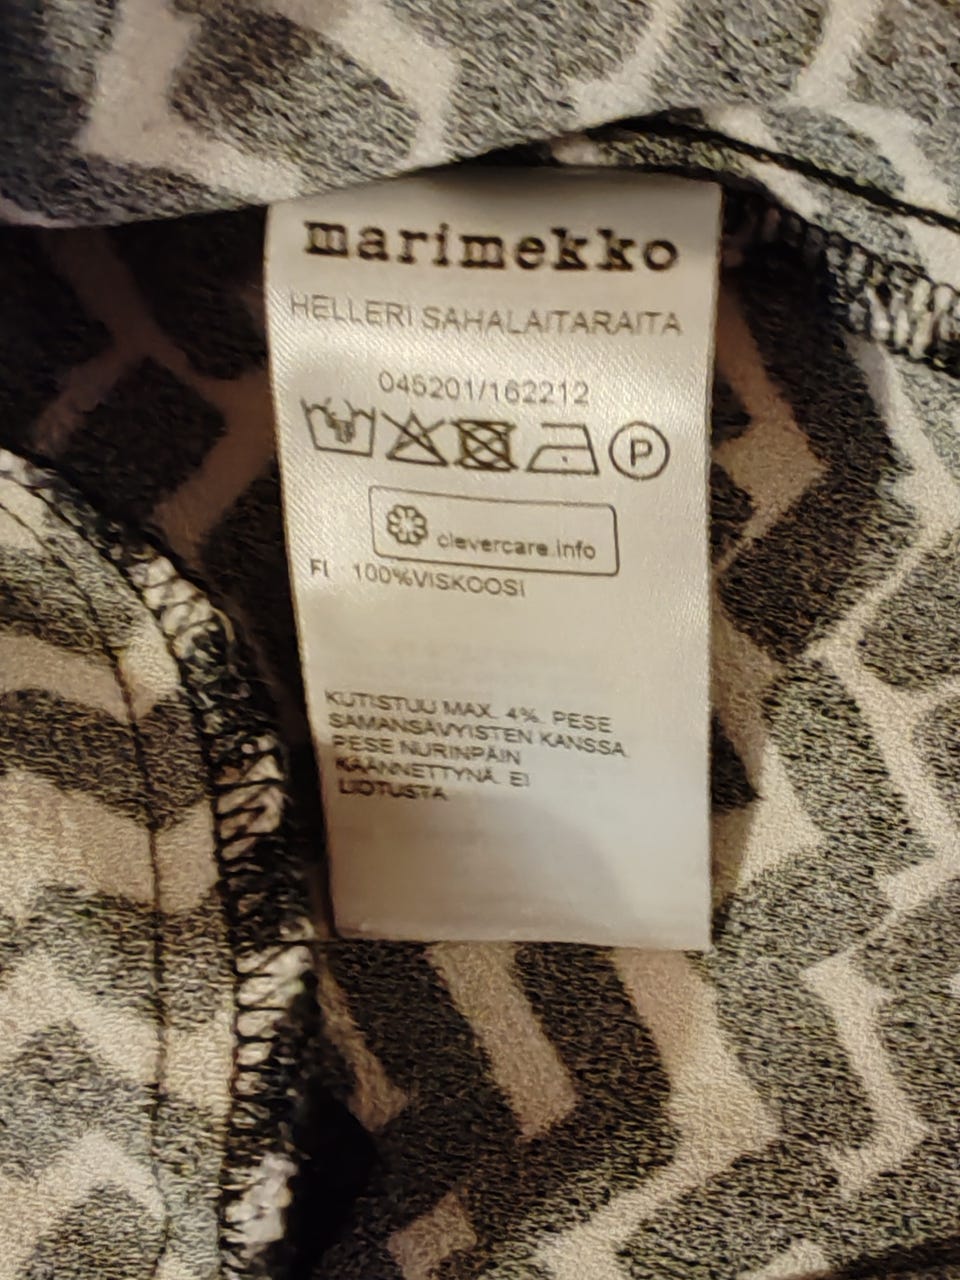 marimekko
HELLERI SAHALAITARAITA
045201/162212
P
clevercare.info
FI 100%VISKOOSI
KUTISTUU MAX. 4%. PESE
SAMANSÄVYISTEN KANSSA.
PESE NURINPÄIN
KÄÄNNETTYNÄ. EI
LIOTUSTA